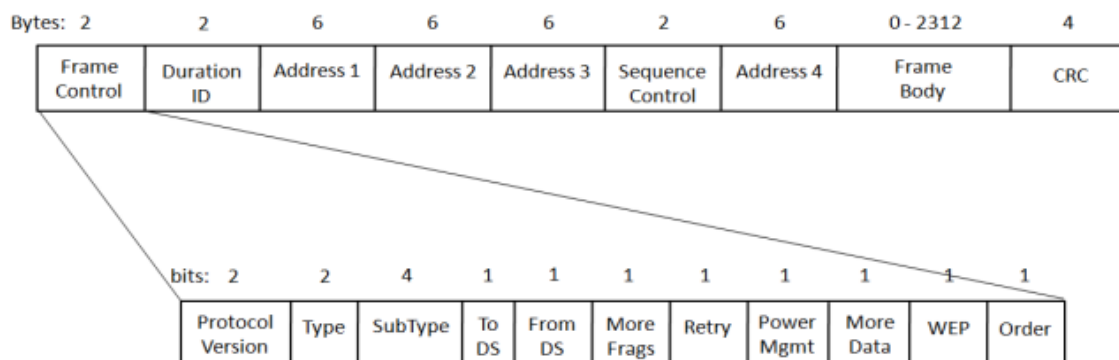 Bytes: 2 2 6 6 6 2 6 0 - 2312 4
Frame Control Duration ID Address 1 Address 2 Address 3 Sequence Control Address 4 Frame Body CRC
bits: 2 2 4 1 1 1 1 1 1 1 1
Protocol Version Type SubType To DS From DS More Frags Retry Power Mgmt More Data WEP Order